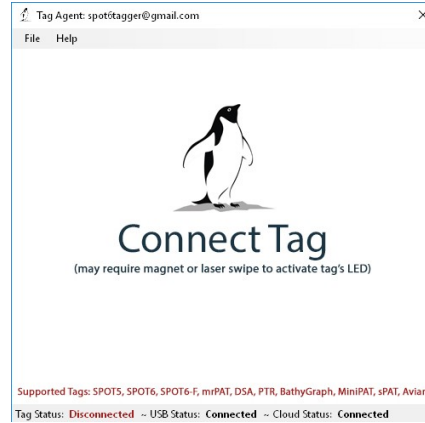 Tag Agent: spot6tagger@gmail.com
File Help
Connect Tag
(may require magnet or laser swipe to activate tag's LED)
Supported Tags: SPOT5, SPOT6, SPOT6-F, mrPAT, DSA, PTR, BathyGraph, MiniPAT, sPAT, Avian
Tag Status: Disconnected ~ USB Status: Connected ~ Cloud Status: Connected